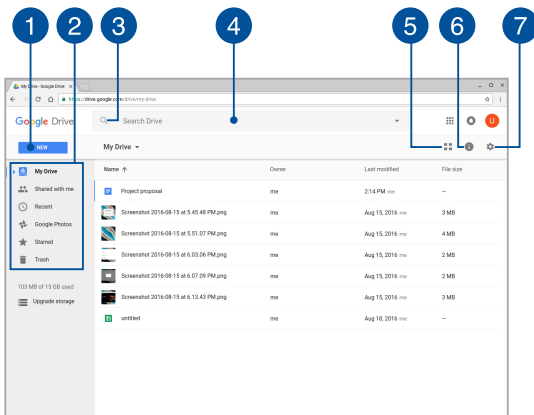 1 2 3 4 5 6 7
My Drive - Google Drive
https://drive.google.com/drive/my-drive
Google Drive
Search Drive
U
NEW
My Drive
My Drive
Shared with me
Recent
Google Photos
Starred
Trash
103 MB of 15 GB used
Upgrade storage
Name Owner Last modified File size
Project proposal me 2:14 PM me –
Screenshot 2016-08-15 at 5.45.48 PM.png me Aug 15, 2016 me 3 MB
Screenshot 2016-08-15 at 5.51.07 PM.png me Aug 15, 2016 me 4 MB
Screenshot 2016-08-15 at 6.03.06 PM.png me Aug 15, 2016 me 2 MB
Screenshot 2016-08-15 at 6.07.09 PM.png me Aug 15, 2016 me 2 MB
Screenshot 2016-08-15 at 6.13.43 PM.png me Aug 15, 2016 me 3 MB
untitled me Aug 18, 2016 me –